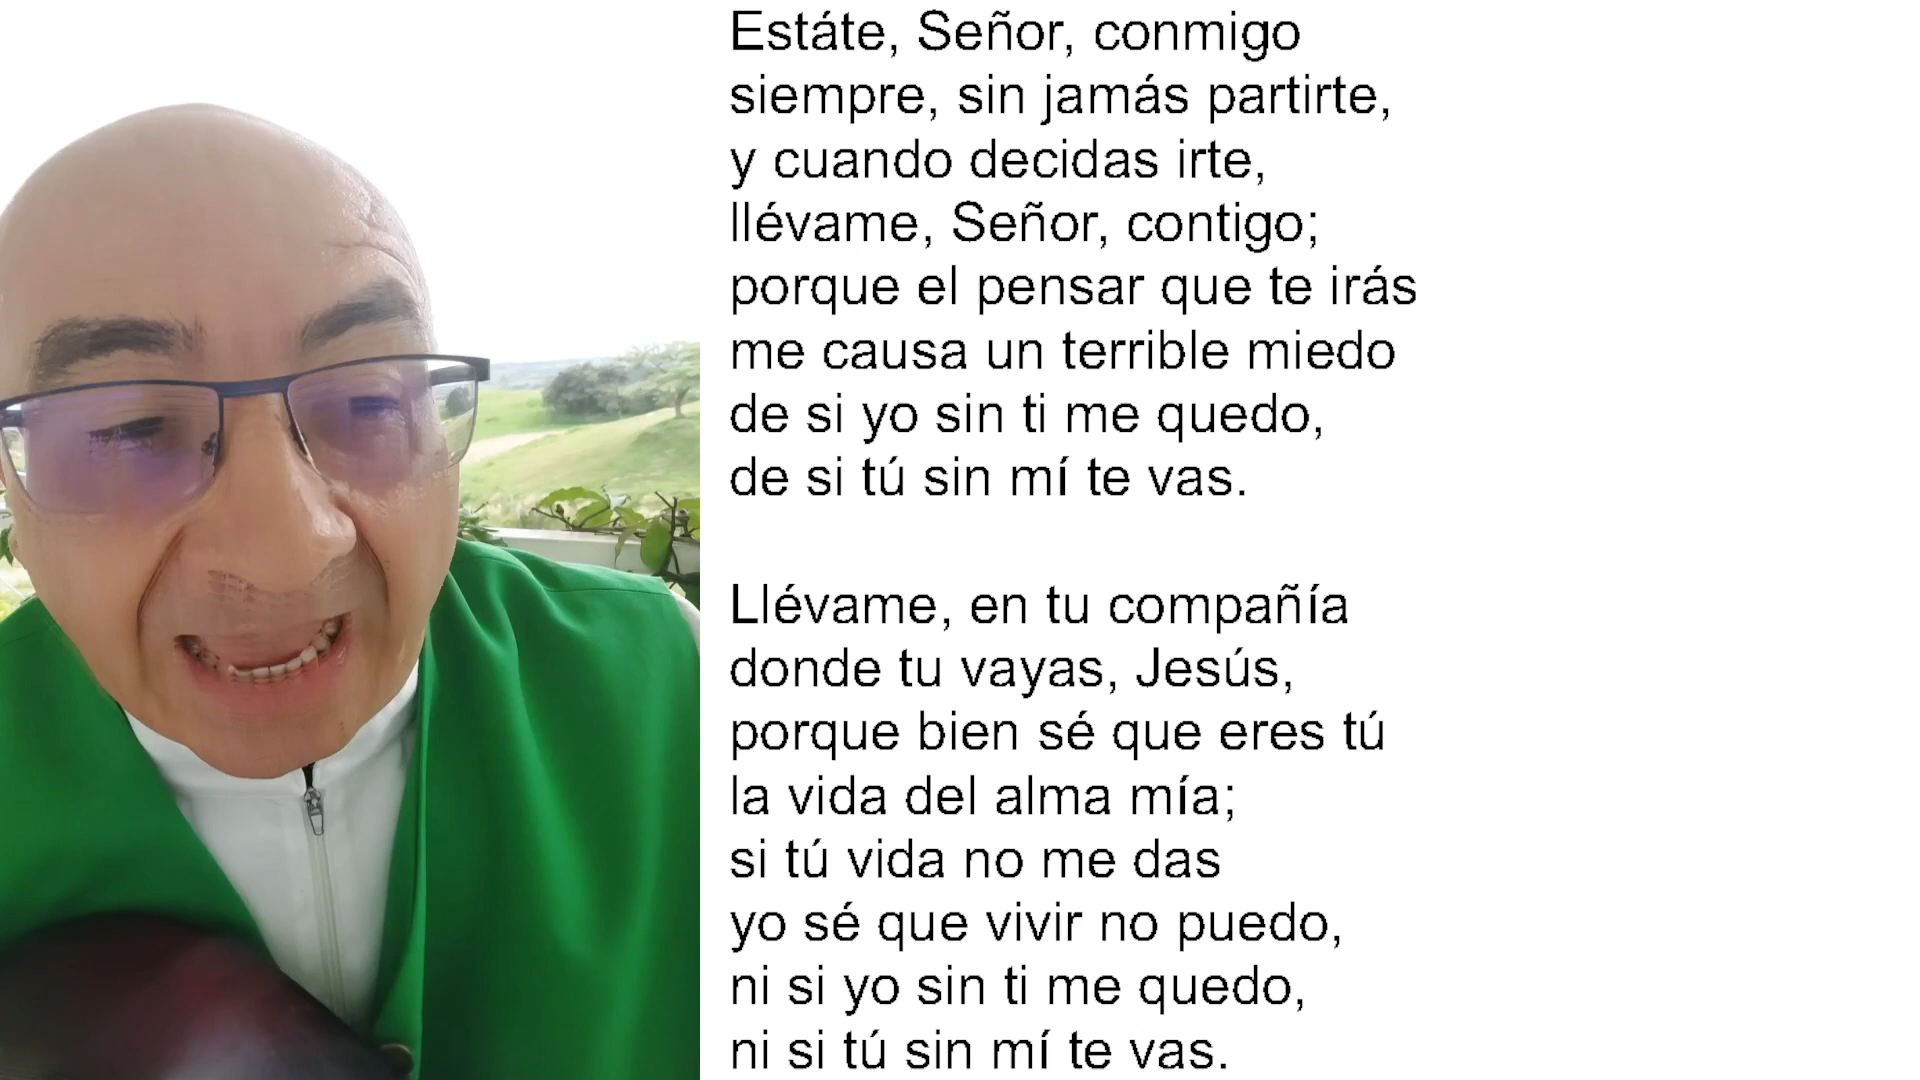 Estáte, Señor, conmigo
siempre, sin jamás partirte,
y cuando decidas irte,
llévame, Señor, contigo;
porque el pensar que te irás
me causa un terrible miedo
de si yo sin ti me quedo,
de si tú sin mí te vas.
Llévame, en tu compañía
donde tu vayas, Jesús,
porque bien sé que eres tú
la vida del alma mía;
si tú vida no me das
yo sé que vivir no puedo,
ni si yo sin ti me quedo,
ni si tú sin mí te vas.